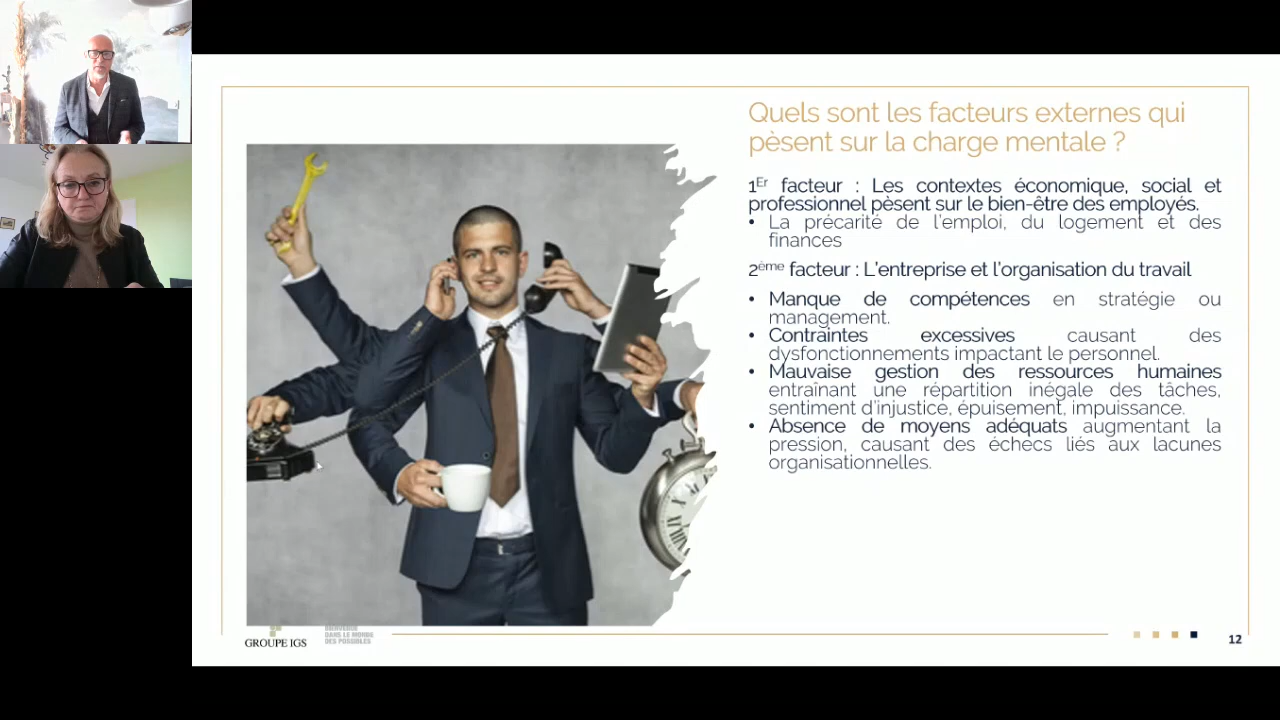 Quels sont les facteurs externes qui
pèsent sur la charge mentale ?
1Er facteur : Les contextes économique, social et
professionnel pèsent sur le bien-être des employés.
• La précarité de l'emploi, du logement et des
finances
2ème facteur : L'entreprise et l'organisation du travail
• Manque de compétences en stratégie ou
management.
• Contraintes excessives causant des
dysfonctionnements impactant le personnel.
• Mauvaise gestion des ressources humaines
entraînant une répartition inégale des tâches,
sentiment d'injustice, épuisement, impuissance.
• Absence de moyens adéquats augmentant la
pression, causant des échecs liés aux lacunes
organisationnelles.
GROUPE IGS
BIENVENUE
DANS LE MONDE
DES POSSIBLES
12